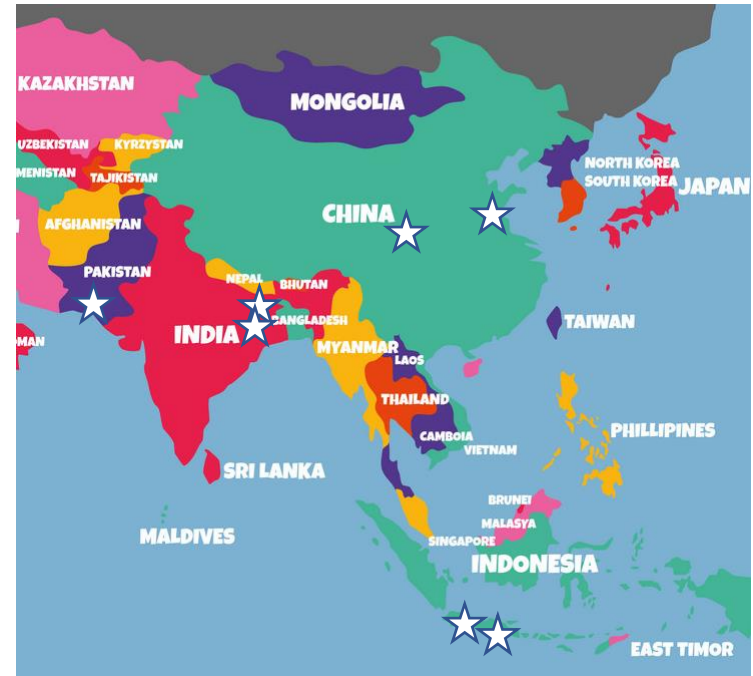 KAZAKHSTAN
MONGOLIA
UZBEKISTAN
KYRZYSTAN
MENISTAN
TAJIKISTAN
NORTH KOREA
SOUTH KOREA
JAPAN
AFGHANISTAN
CHINA
PAKISTAN
NEPAL
BHUTAN
BANGLADESH
INDIA
TAIWAN
MAN
MYANMAR
LAOS
THAILAND
CAMBOIA
VIETNAM
PHILLIPINES
SRI LANKA
BRUNEI
MALASYA
MALDIVES
SINGAPORE
INDONESIA
EAST TIMOR